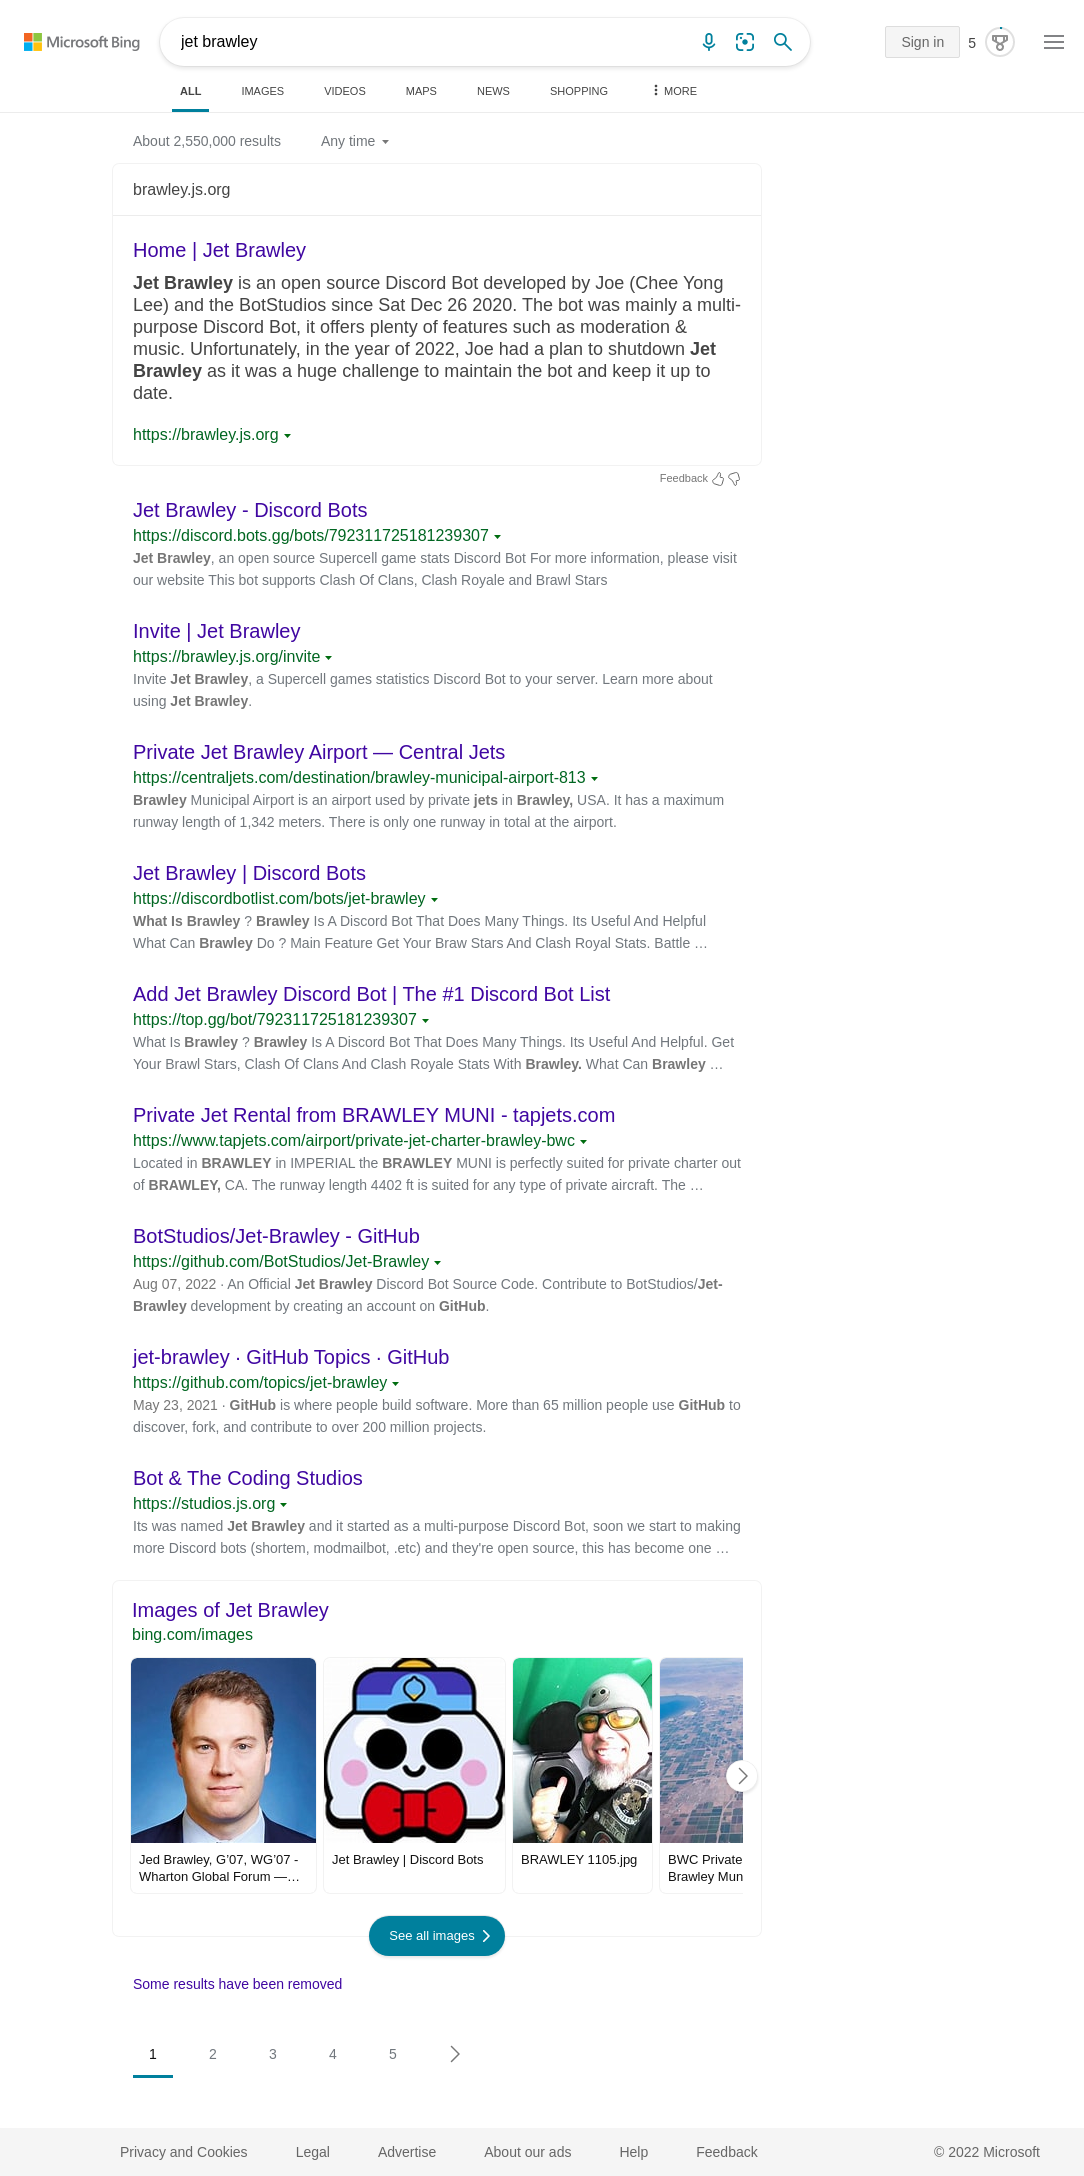 Microsoft Bing
jet brawley
Sign in
5
ALL
IMAGES
VIDEOS
MAPS
NEWS
SHOPPING
MORE
About 2,550,000 results
Any time
brawley.js.org
Home | Jet Brawley
Jet Brawley is an open source Discord Bot developed by Joe (Chee Yong
Lee) and the BotStudios since Sat Dec 26 2020. The bot was mainly a multi-
purpose Discord Bot, it offers plenty of features such as moderation &
music. Unfortunately, in the year of 2022, Joe had a plan to shutdown Jet
Brawley as it was a huge challenge to maintain the bot and keep it up to
date.
https://brawley.js.org
Feedback
Jet Brawley - Discord Bots
https://discord.bots.gg/bots/792311725181239307
Jet Brawley, an open source Supercell game stats Discord Bot For more information, please visit
our website This bot supports Clash Of Clans, Clash Royale and Brawl Stars
Invite | Jet Brawley
https://brawley.js.org/invite
Invite Jet Brawley, a Supercell games statistics Discord Bot to your server. Learn more about
using Jet Brawley.
Private Jet Brawley Airport — Central Jets
https://centraljets.com/destination/brawley-municipal-airport-813
Brawley Municipal Airport is an airport used by private jets in Brawley, USA. It has a maximum
runway length of 1,342 meters. There is only one runway in total at the airport.
Jet Brawley | Discord Bots
https://discordbotlist.com/bots/jet-brawley
What Is Brawley ? Brawley Is A Discord Bot That Does Many Things. Its Useful And Helpful
What Can Brawley Do ? Main Feature Get Your Braw Stars And Clash Royal Stats. Battle …
Add Jet Brawley Discord Bot | The #1 Discord Bot List
https://top.gg/bot/792311725181239307
What Is Brawley ? Brawley Is A Discord Bot That Does Many Things. Its Useful And Helpful. Get
Your Brawl Stars, Clash Of Clans And Clash Royale Stats With Brawley. What Can Brawley …
Private Jet Rental from BRAWLEY MUNI - tapjets.com
https://www.tapjets.com/airport/private-jet-charter-brawley-bwc
Located in BRAWLEY in IMPERIAL the BRAWLEY MUNI is perfectly suited for private charter out
of BRAWLEY, CA. The runway length 4402 ft is suited for any type of private aircraft. The …
BotStudios/Jet-Brawley - GitHub
https://github.com/BotStudios/Jet-Brawley
Aug 07, 2022 · An Official Jet Brawley Discord Bot Source Code. Contribute to BotStudios/Jet-
Brawley development by creating an account on GitHub.
jet-brawley · GitHub Topics · GitHub
https://github.com/topics/jet-brawley
May 23, 2021 · GitHub is where people build software. More than 65 million people use GitHub to
discover, fork, and contribute to over 200 million projects.
Bot & The Coding Studios
https://studios.js.org
Its was named Jet Brawley and it started as a multi-purpose Discord Bot, soon we start to making
more Discord bots (shortem, modmailbot, .etc) and they're open source, this has become one …
Images of Jet Brawley
bing.com/images
Jed Brawley, G'07, WG'07 -
Wharton Global Forum —…
Jet Brawley | Discord Bots
BRAWLEY 1105.jpg
BWC Private
Brawley Mun
See all images
Some results have been removed
1
2
3
4
5
Privacy and Cookies
Legal
Advertise
About our ads
Help
Feedback
© 2022 Microsoft